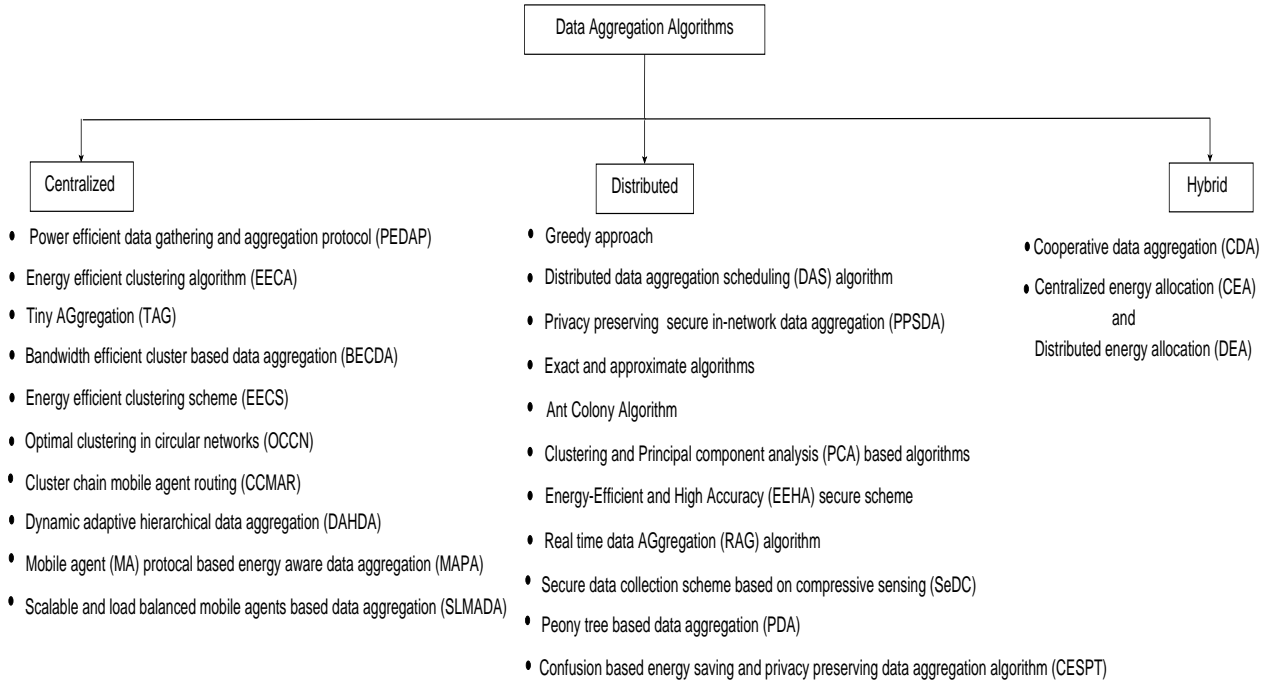 Data Aggregation Algorithms
Centralized
Power efficient data gathering and aggregation protocol (PEDAP)
Energy efficient clustering algorithm (EECA)
Tiny AGgregation (TAG)
Bandwidth efficient cluster based data aggregation (BECDA)
Energy efficient clustering scheme (EECS)
Optimal clustering in circular networks (OCCN)
Cluster chain mobile agent routing (CCMAR)
Dynamic adaptive hierarchical data aggregation (DAHDA)
Mobile agent (MA) protocal based energy aware data aggregation (MAPA)
Scalable and load balanced mobile agents based data aggregation (SLMADA)
Distributed
Greedy approach
Distributed data aggregation scheduling (DAS) algorithm
Privacy preserving secure in-network data aggregation (PPSDA)
Exact and approximate algorithms
Ant Colony Algorithm
Clustering and Principal component analysis (PCA) based algorithms
Energy-Efficient and High Accuracy (EEHA) secure scheme
Real time data AGgregation (RAG) algorithm
Secure data collection scheme based on compressive sensing (SeDC)
Peony tree based data aggregation (PDA)
Confusion based energy saving and privacy preserving data aggregation algorithm (CESPT)
Hybrid
Cooperative data aggregation (CDA)
Centralized energy allocation (CEA)
and
Distributed energy allocation (DEA)